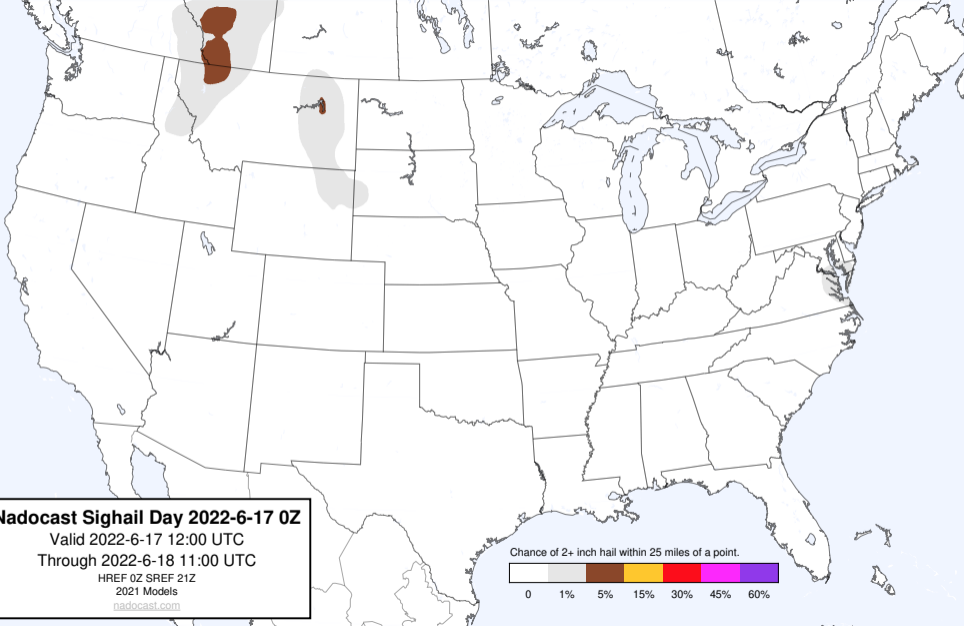 Nadocast Sighail Day 2022-6-17 0Z
Valid 2022-6-17 12:00 UTC
Through 2022-6-18 11:00 UTC
HREF 0Z SREF 21Z
2021 Models
nadocast.com
Chance of 2+ inch hail within 25 miles of a point.
0 1% 5% 15% 30% 45% 60%